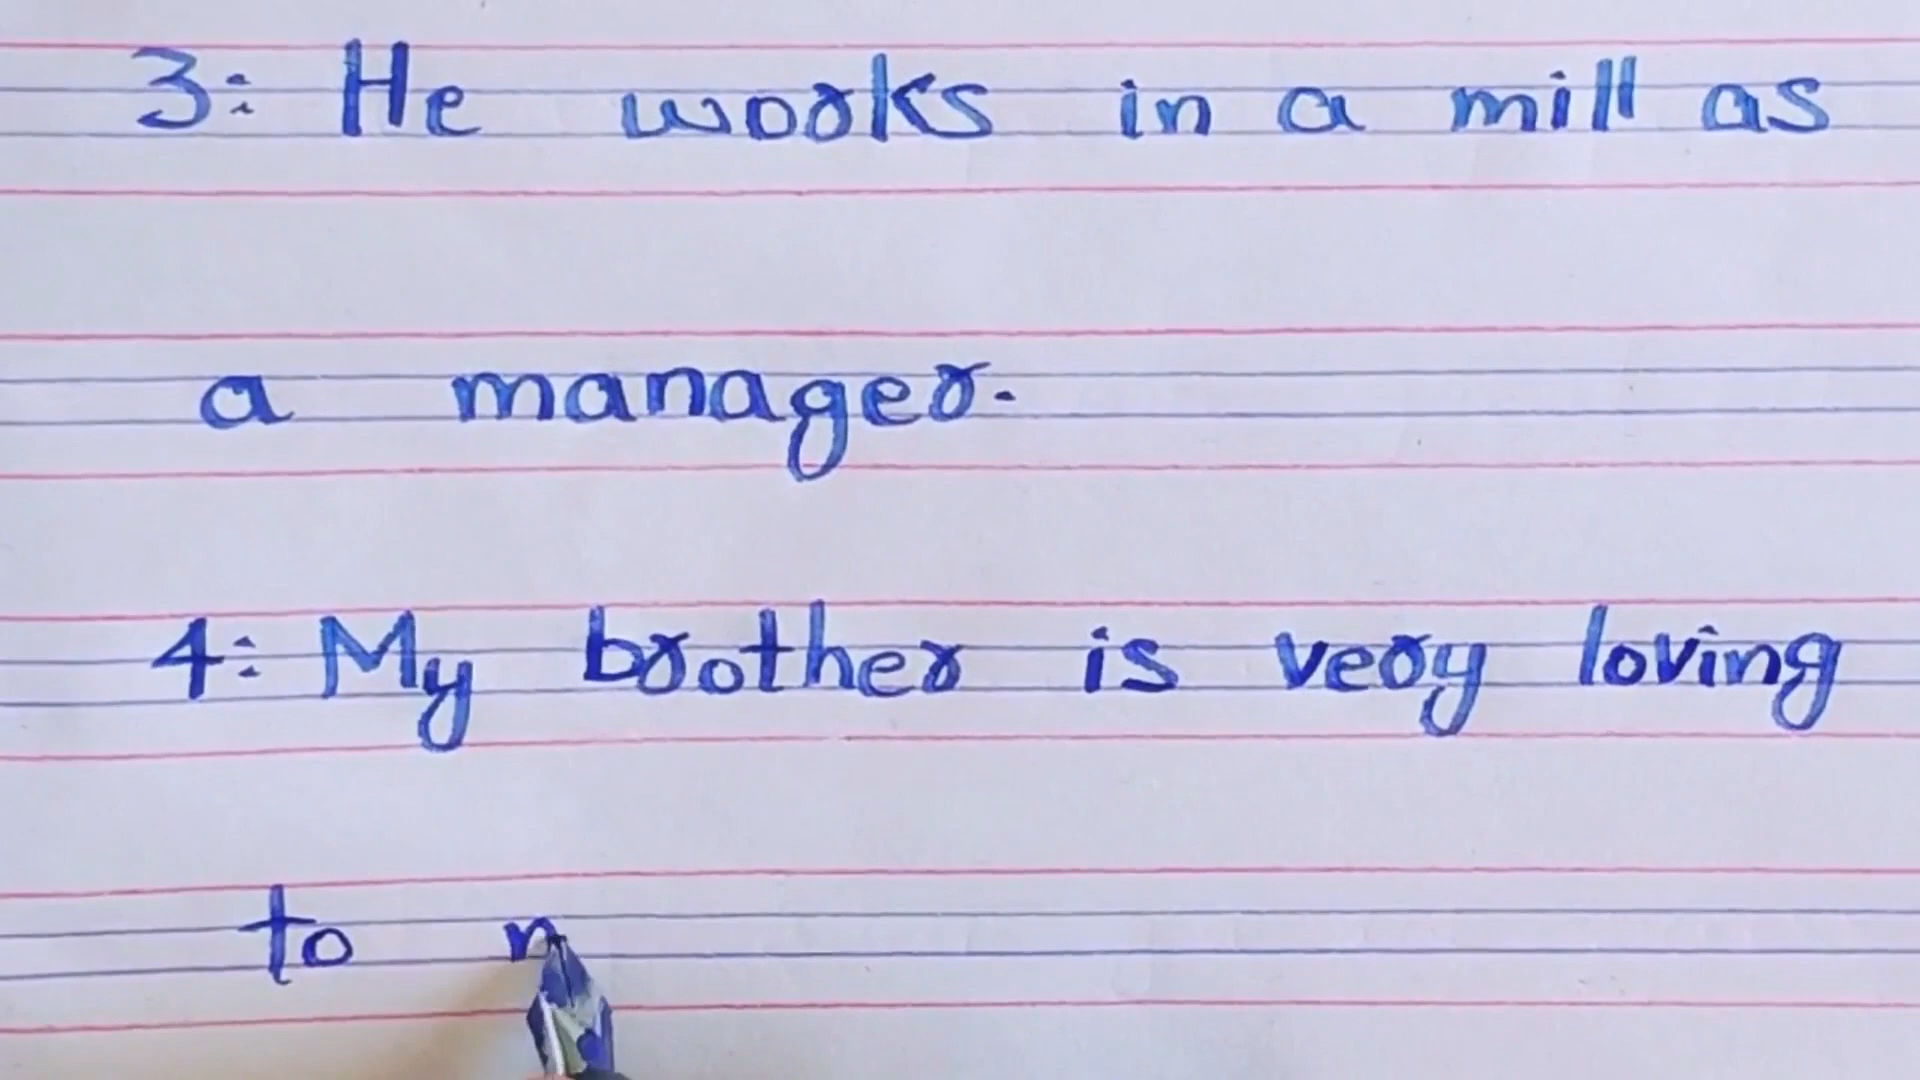 3: He works in a mill as
a manager.
4: My brother is very loving
to